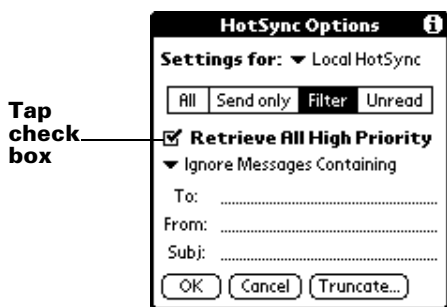 HotSync Options
Settings for: Local HotSync
All Send only Filter Unread
Tap
check
box
Retrieve All High Priority
Ignore Messages Containing
To:
From:
Subj:
OK Cancel Truncate...